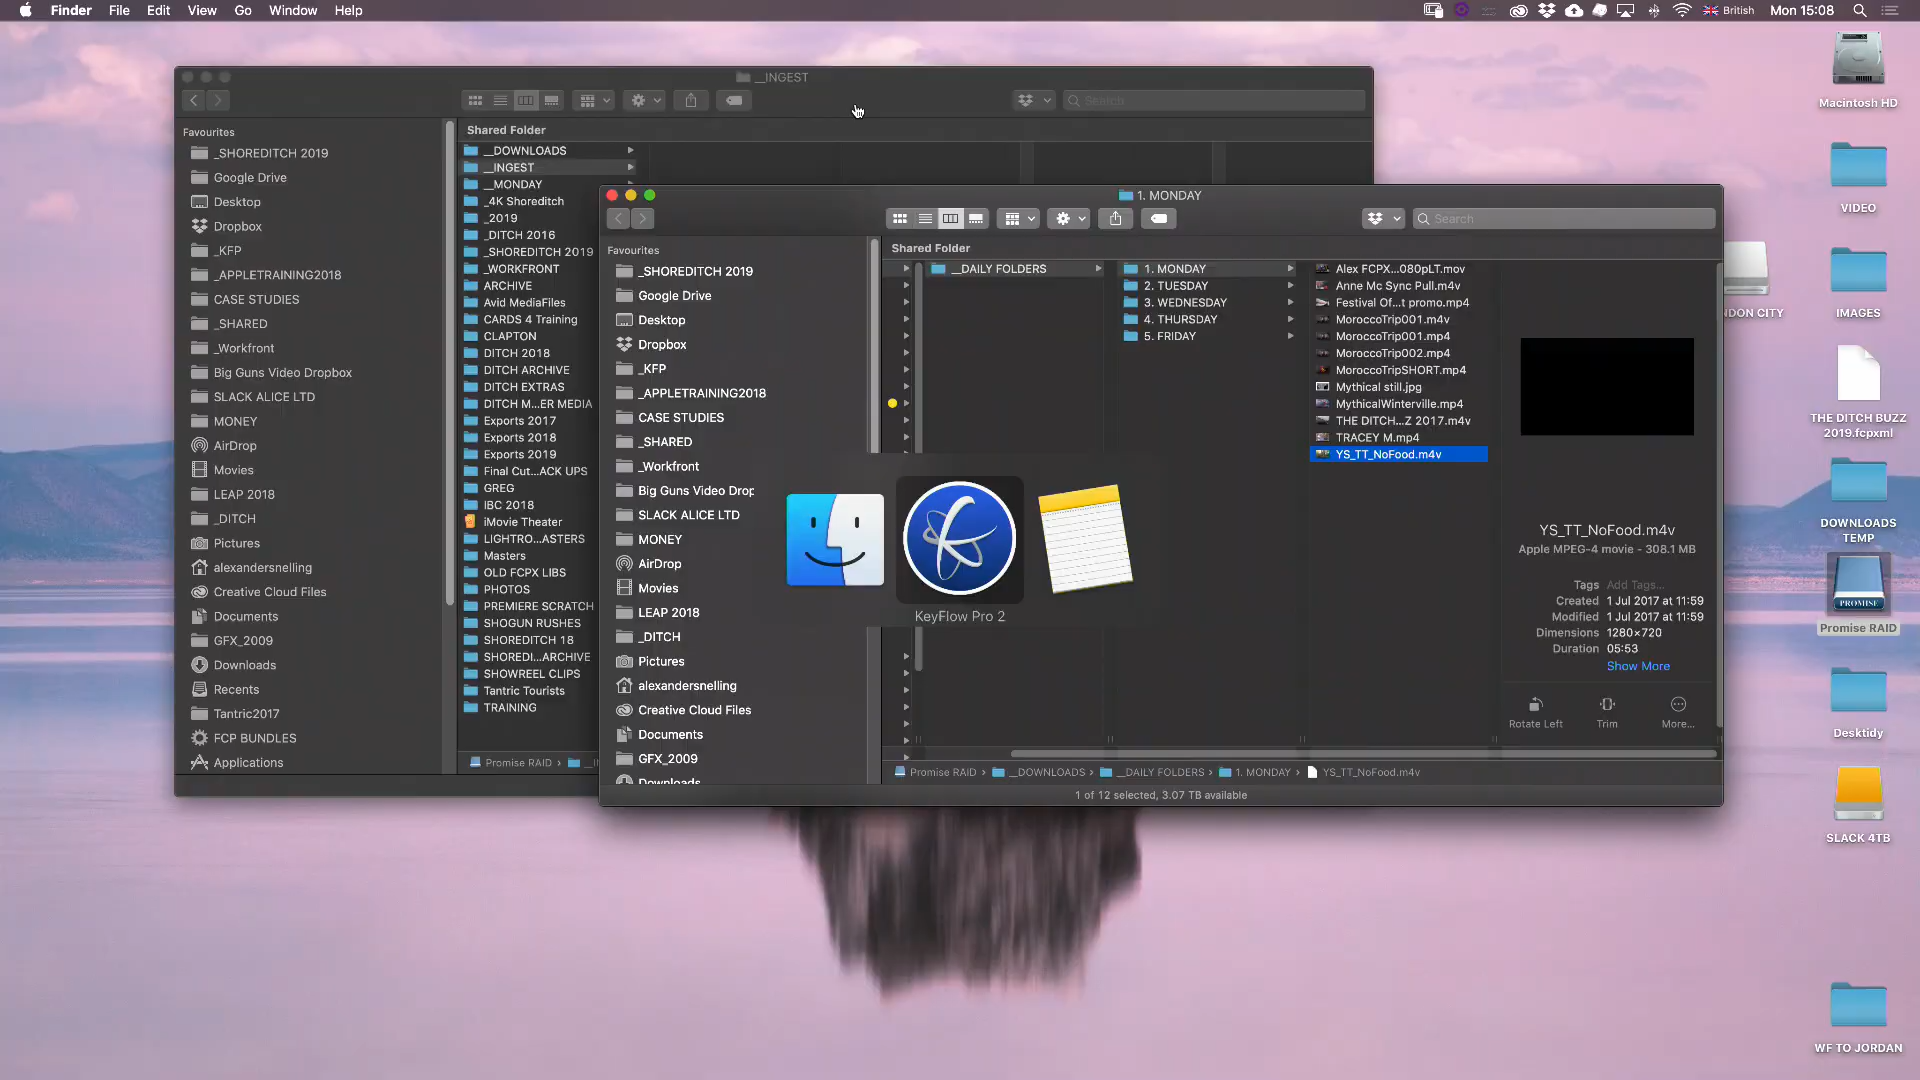 Finder File Edit View Go Window Help
British Mon 15:08
__INGEST
Search
Favourites
_SHOREDITCH 2019
Google Drive
Desktop
Dropbox
_KFP
_APPLETRAINING2018
CASE STUDIES
_SHARED
_Workfront
Big Guns Video Dropbox
SLACK ALICE LTD
MONEY
AirDrop
Movies
LEAP 2018
_DITCH
Pictures
alexandersnelling
Creative Cloud Files
Documents
GFX_2009
Downloads
Recents
Tantric2017
FCP BUNDLES
Applications
Shared Folder
__DOWNLOADS
__INGEST
__MONDAY
_4K Shoreditch
_2019
_DITCH 2016
_SHOREDITCH 2019
_WORKFRONT
ARCHIVE
Avid MediaFiles
CARDS 4 Training
CLAPTON
DITCH 2018
DITCH ARCHIVE
DITCH EXTRAS
DITCH M...ER MEDIA
Exports 2017
Exports 2018
Exports 2019
Final Cut...ACK UPS
GREG
IBC 2018
iMovie Theater
LIGHTRO...ASTERS
Masters
OLD FCPX LIBS
PHOTOS
PREMIERE SCRATCH
SHOGUN RUSHES
SHOREDITCH 18
SHOREDI...ARCHIVE
SHOWREEL CLIPS
Tantric Tourists
TRAINING
Promise RAID ›
1. MONDAY
Search
Favourites
_SHOREDITCH 2019
Google Drive
Desktop
Dropbox
_KFP
_APPLETRAINING2018
CASE STUDIES
_SHARED
_Workfront
Big Guns Video Drop
SLACK ALICE LTD
MONEY
AirDrop
Movies
LEAP 2018
_DITCH
Pictures
alexandersnelling
Creative Cloud Files
Documents
GFX_2009
Downloads
Shared Folder
__DAILY FOLDERS
1. MONDAY
2. TUESDAY
3. WEDNESDAY
4. THURSDAY
5. FRIDAY
Alex FCPX...080pLT.mov
Anne Mc Sync Pull.m4v
Festival Of...t promo.mp4
MoroccoTrip001.m4v
MoroccoTrip001.mp4
MoroccoTrip002.mp4
MoroccoTripSHORT.mp4
Mythical still.jpg
MythicalWinterville.mp4
THE DITCH...Z 2017.m4v
TRACEY M.mp4
YS_TT_NoFood.m4v
YS_TT_NoFood.m4v
Apple MPEG-4 movie - 308.1 MB
Tags Add Tags...
Created 1 Jul 2017 at 11:59
Modified 1 Jul 2017 at 11:59
Dimensions 1280×720
Duration 05:53
Show More
Rotate Left Trim More...
Promise RAID › __DOWNLOADS › __DAILY FOLDERS › 1. MONDAY › YS_TT_NoFood.m4v
1 of 12 selected, 3.07 TB available
KeyFlow Pro 2
Macintosh HD
VIDEO
NDON CITY
IMAGES
THE DITCH BUZZ
2019.fcpxml
DOWNLOADS
TEMP
PROMISE
Promise RAID
Desktidy
SLACK 4TB
WF TO JORDAN